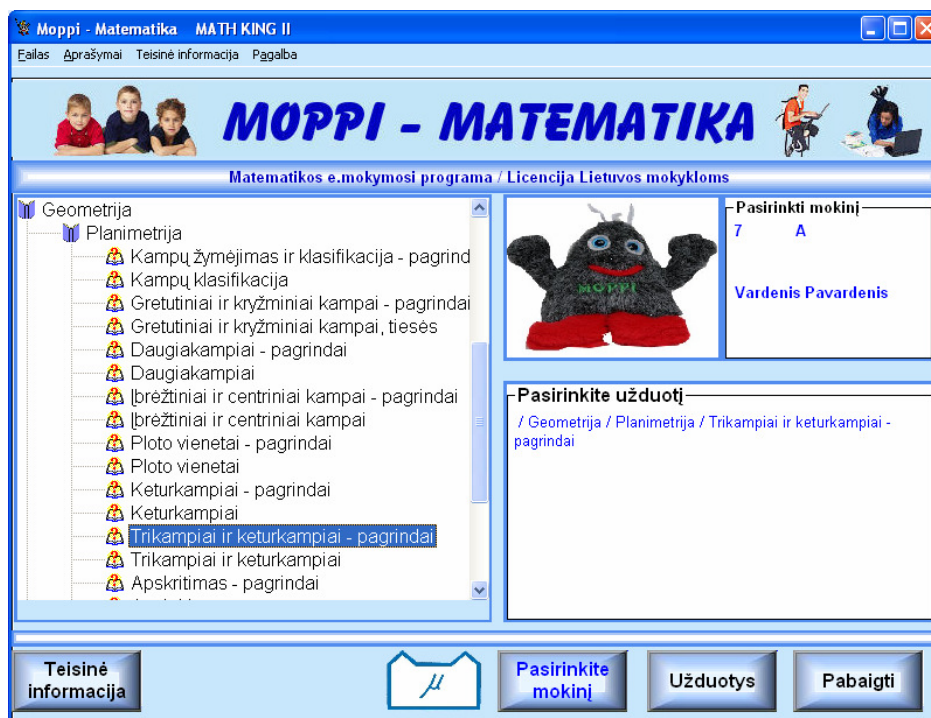 Moppi - Matematika MATH KING II
Failas Aprašymai Teisinė informacija Pagalba
MOPPI - MATEMATIKA
Matematikos e.mokymosi programa / Licencija Lietuvos mokykloms
Geometrija
Planimetrija
Kampų žymėjimas ir klasifikacija - pagrind
Kampų klasifikacija
Gretutiniai ir kryžminiai kampai - pagrindai
Gretutiniai ir kryžminiai kampai, tiesės
Daugiakampiai - pagrindai
Daugiakampiai
Įbrėžtiniai ir centriniai kampai - pagrindai
Įbrėžtiniai ir centriniai kampai
Ploto vienetai - pagrindai
Ploto vienetai
Keturkampiai - pagrindai
Keturkampiai
Trikampiai ir keturkampiai - pagrindai
Trikampiai ir keturkampiai
Apskritimas - pagrindai
MOPPI
Pasirinkti mokinį
7 A
Vardenis Pavardenis
Pasirinkite užduotį
/ Geometrija / Planimetrija / Trikampiai ir keturkampiai -
pagrindai
Teisinė
informacija
μ
Pasirinkite
mokinį
Užduotys
Pabaigti